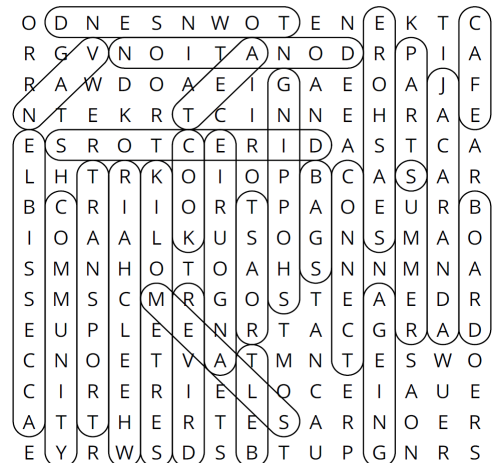 O D N E S N W O T E N E K T C
R G V N O I T A N O D R P I A
R A W D O A E I G A E O A J F
N T E K R T C I N N E H R A E
E S R O T C E R I D A S T C A
L H T R K O I O P B C A S A R
B C R I I O R T P A O E U R B
I O A A L K U S O G N S M A O
S M N H O T O A H S N N M N A
S M S C M R G O S T E A E D R
E U P L E E N R T A C G R A D
C N O E T V A T M N T E S W O
C I R E R I E L O C E I A U E
A T T H E R T E S A R N O E R
E Y R W S D S B T U P G N R S